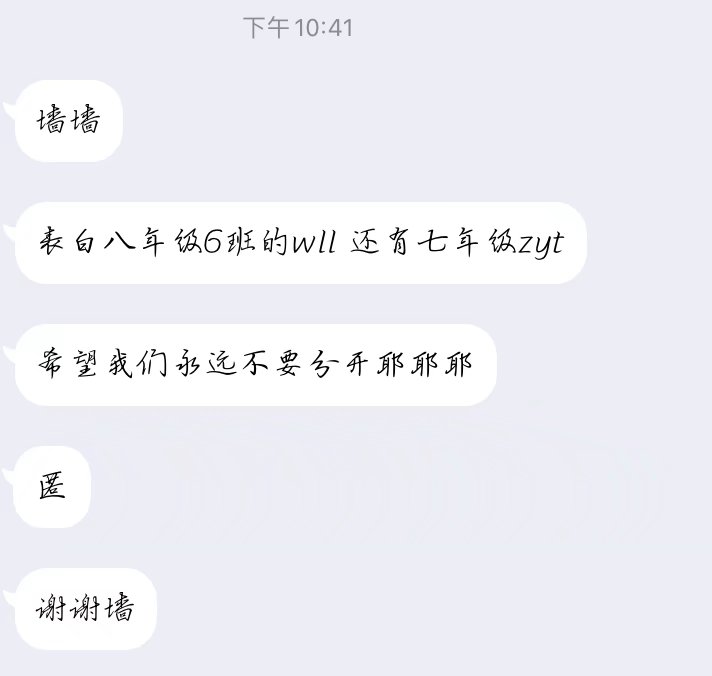 下午10:41
墙墙
表白八年级6班的wll 还有七年级zyt
希望我们永远不要分开耶耶耶
匿
谢谢墙